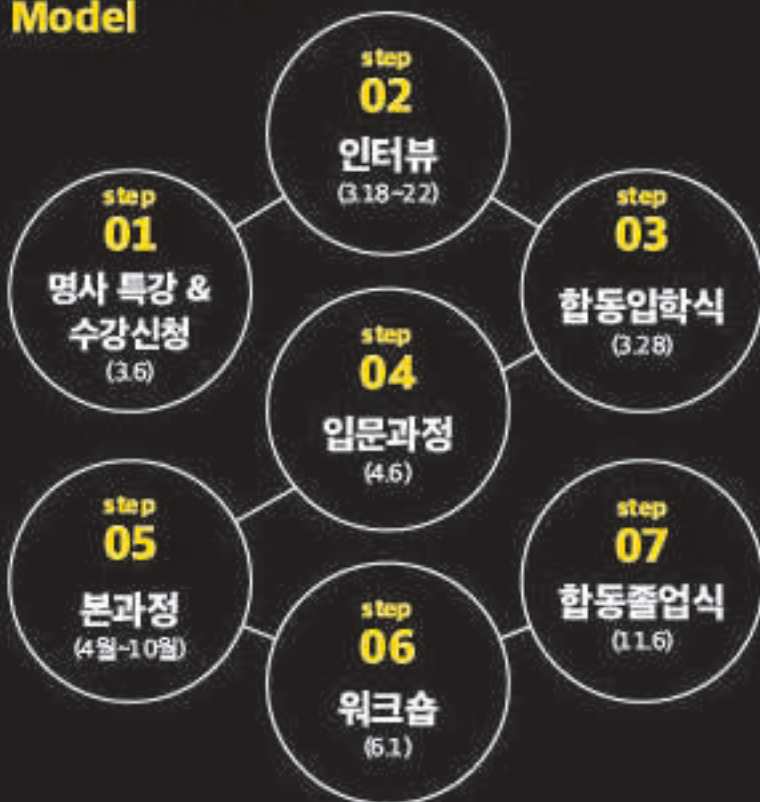 Model
step
01
명사 특강 &
수강신청
(3.6)
step
02
인터뷰
(3.18~22)
step
03
합동입학식
(3.28)
step
04
입문과정
(4.6)
step
05
본과정
(4월~10월)
step
06
워크숍
(6.1)
step
07
합동졸업식
(11.6)